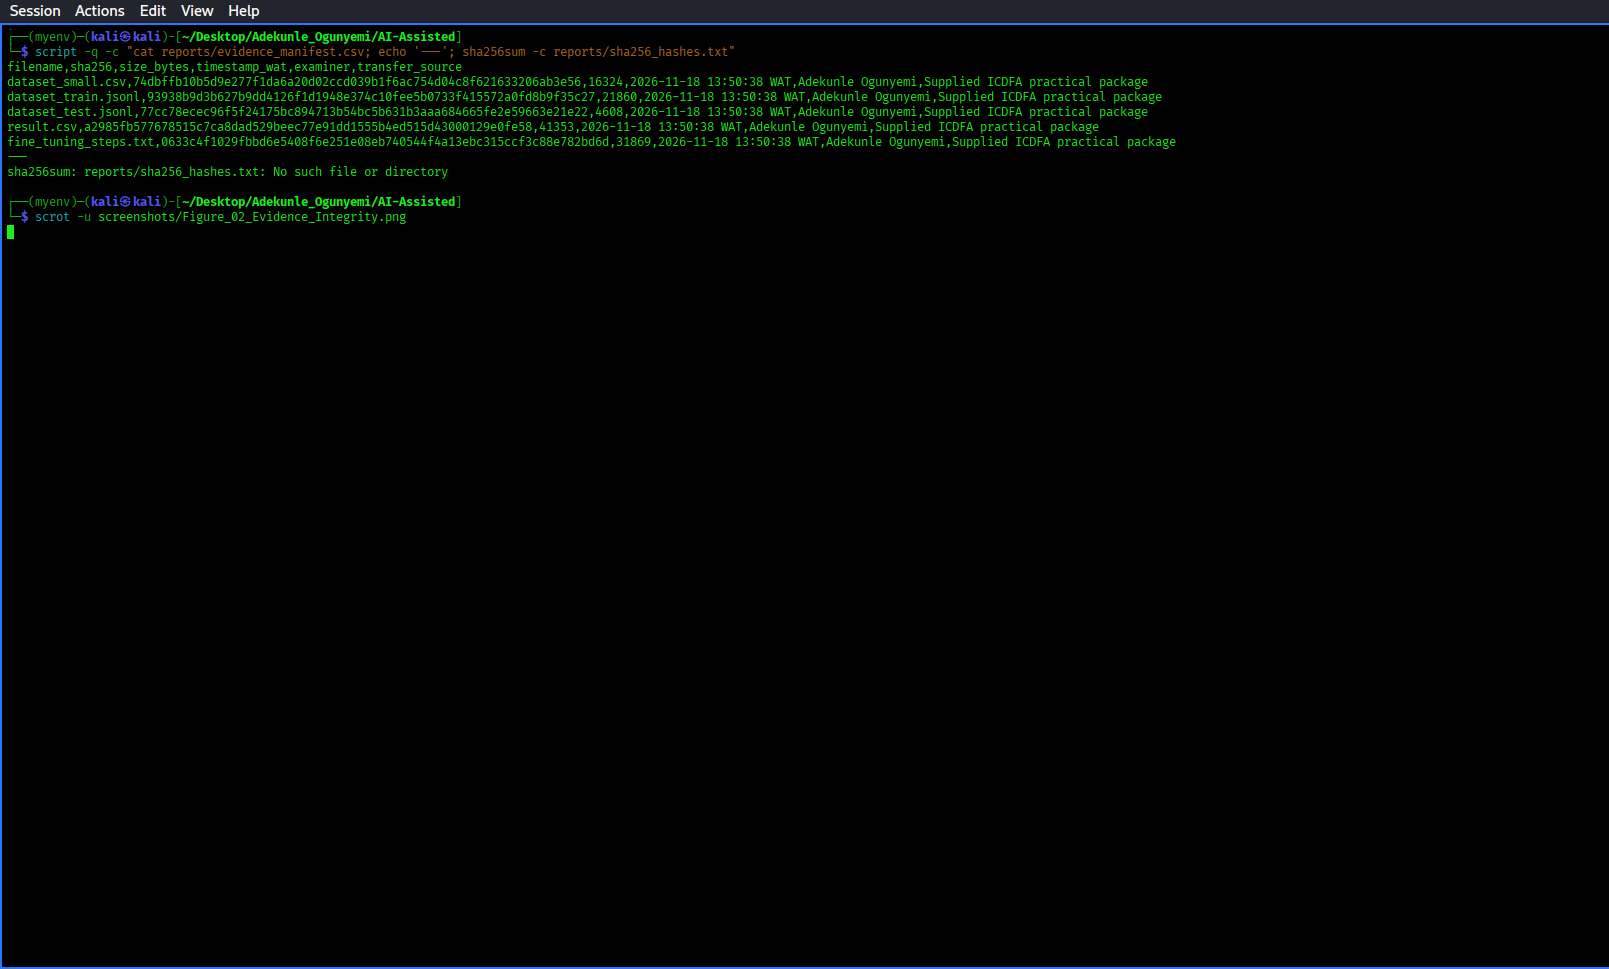 Session Actions Edit View Help
┌──(myenv)─(kali㉿kali)-[~/Desktop/Adekunle_Ogunyemi/AI-Assisted]
└─$ script -q -c "cat reports/evidence_manifest.csv; echo '---'; sha256sum -c reports/sha256_hashes.txt"
filename,sha256,size_bytes,timestamp_wat,examiner,transfer_source
dataset_small.csv,74dbffb10b5d9e277f1da6a20d02ccd039b1f6ac754d04c8f621633206ab3e56,16324,2026-11-18 13:50:38 WAT,Adekunle Ogunyemi,Supplied ICDFA practical package
dataset_train.jsonl,93938b9d3b627b9dd4126f1d1948e374c10fee5b0733f415572a0fd8b9f35c27,21860,2026-11-18 13:50:38 WAT,Adekunle Ogunyemi,Supplied ICDFA practical package
dataset_test.jsonl,77cc78ecec96f5f24175bc894713b54bc5b631b3aaa684665fe2e59663e21e22,4608,2026-11-18 13:50:38 WAT,Adekunle Ogunyemi,Supplied ICDFA practical package
result.csv,a2985fb577678515c7ca8dad529beec77e91dd1555b4ed515d43000129e0fe58,41353,2026-11-18 13:50:38 WAT,Adekunle Ogunyemi,Supplied ICDFA practical package
fine_tuning_steps.txt,0633c4f1029fbbd6e5408f6e251e08eb740544f4a13ebc315ccf3c88e782bd6d,31869,2026-11-18 13:50:38 WAT,Adekunle Ogunyemi,Supplied ICDFA practical package
---
sha256sum: reports/sha256_hashes.txt: No such file or directory
┌──(myenv)─(kali㉿kali)-[~/Desktop/Adekunle_Ogunyemi/AI-Assisted]
└─$ scrot -u screenshots/Figure_02_Evidence_Integrity.png